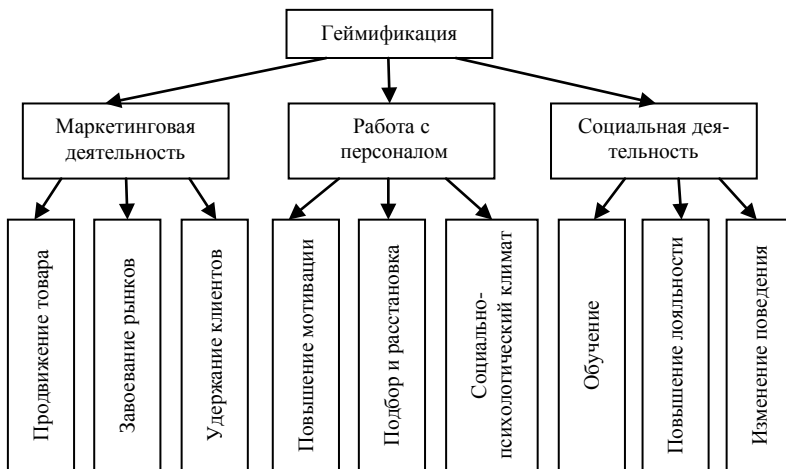 Геймификация
Маркетинговая
деятельность
Работа с
персоналом
Социальная дея-
тельность
Продвижение товара
Завоевание рынков
Удержание клиентов
Повышение мотивации
Подбор и расстановка
Социально-
психологический климат
Обучение
Повышение лояльности
Изменение поведения